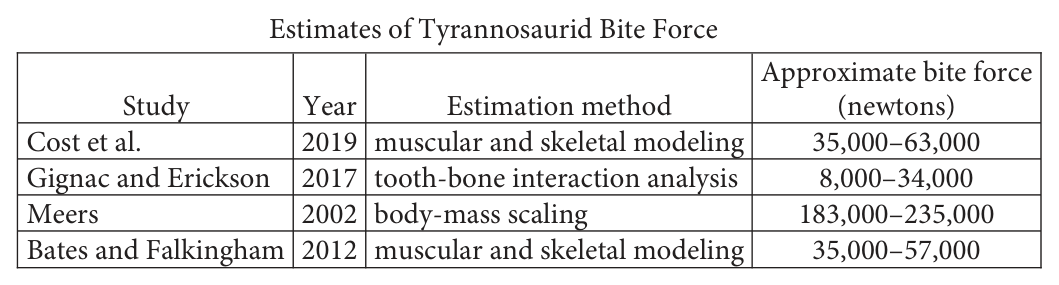 Estimates of Tyrannosaurid Bite Force
Study Year Estimation method Approximate bite force (newtons)
Cost et al. 2019 muscular and skeletal modeling 35,000–63,000
Gignac and Erickson 2017 tooth-bone interaction analysis 8,000–34,000
Meers 2002 body-mass scaling 183,000–235,000
Bates and Falkingham 2012 muscular and skeletal modeling 35,000–57,000